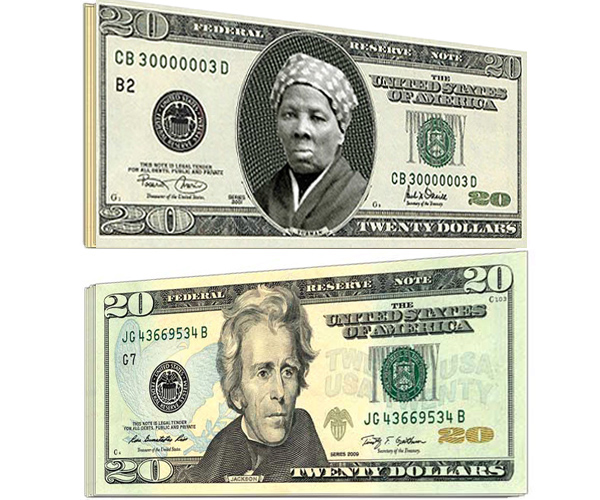 20 FEDERAL RESERVE NOTE 20
THE
UNITED STATES
OF AMERICA
CB 30000003 D
B2
THIS NOTE IS LEGAL TENDER
FOR ALL DEBTS, PUBLIC AND PRIVATE
CB 30000003 D
Treasurer of the United States.
SERIES
2001
Secretary of the Treasury.
20
20 TWENTY DOLLARS
20 FEDERAL RESERVE NOTE 20
THE
UNITED STATES
OF AMERICA
JG 43669534 B
G7
TWENTY USA
THIS NOTE IS LEGAL TENDER
FOR ALL DEBTS, PUBLIC AND PRIVATE
JG 43669534 B
Treasurer of the United States.
SERIES 2009
Secretary of the Treasury.
20
20 JACKSON TWENTY DOLLARS